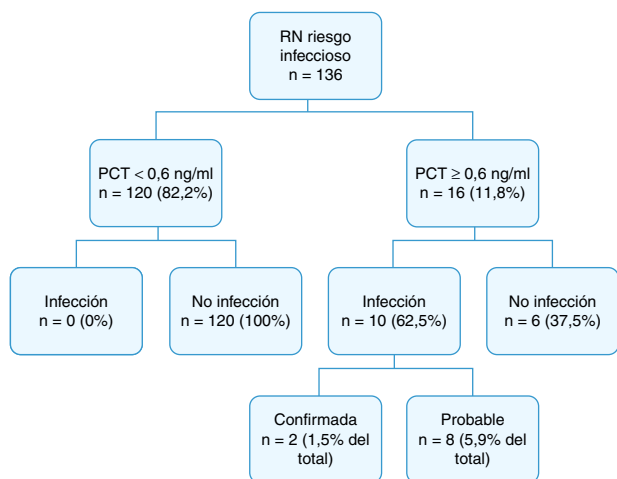 RN riesgo
infeccioso
n = 136
PCT < 0,6 ng/ml
n = 120 (82,2%)
PCT ≥ 0,6 ng/ml
n = 16 (11,8%)
Infección
n = 0 (0%)
No infección
n = 120 (100%)
Infección
n = 10 (62,5%)
No infección
n = 6 (37,5%)
Confirmada
n = 2 (1,5% del
total)
Probable
n = 8 (5,9% del
total)